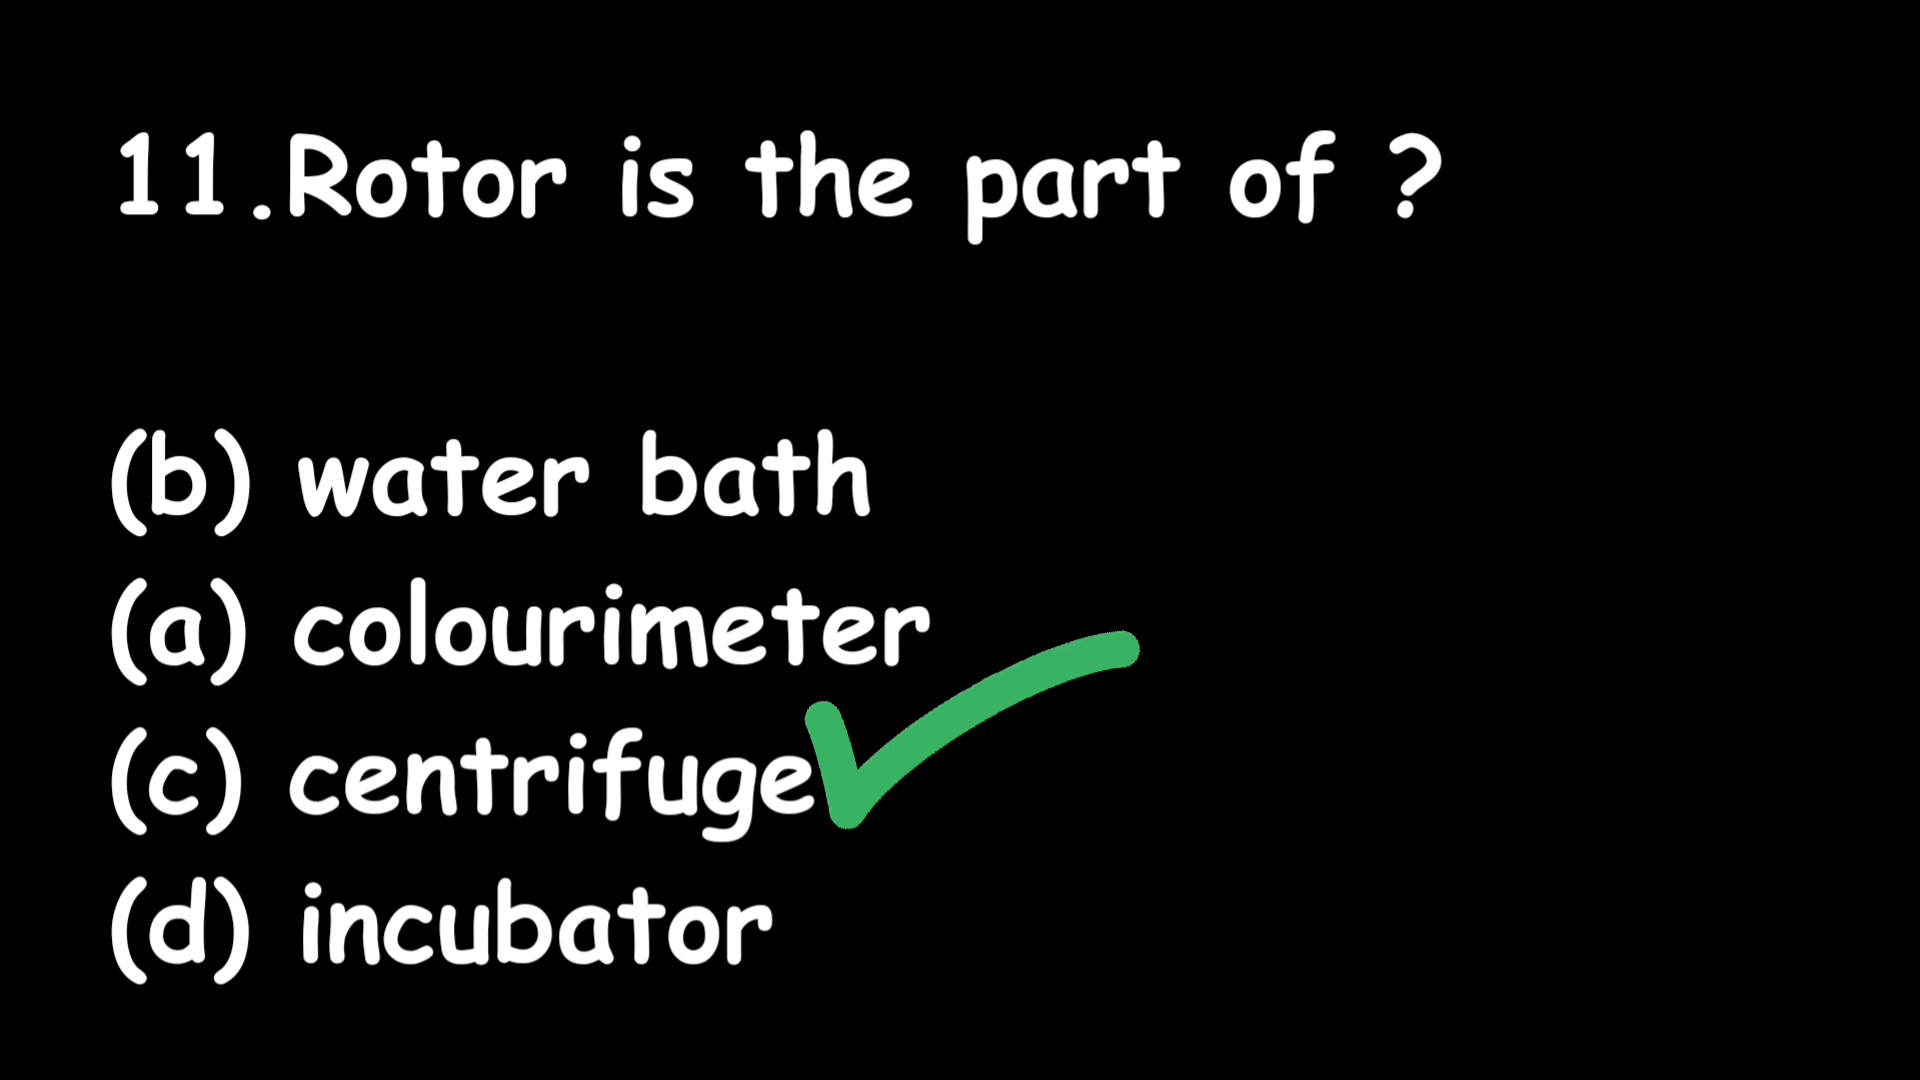 11.Rotor is the part of ?
(b) water bath
(a) colourimeter
(c) centrifuge
(d) incubator